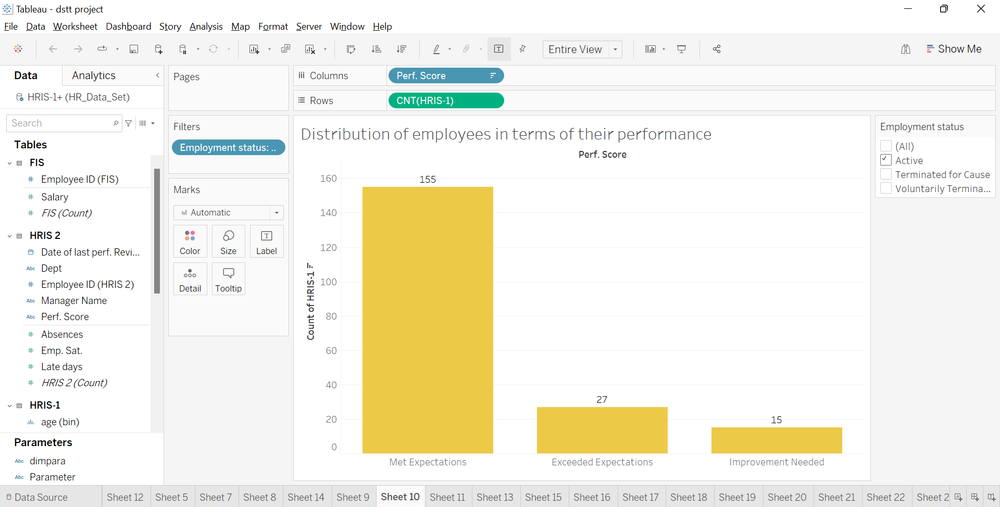 Tableau - dstt project
File Data Worksheet Dashboard Story Analysis Map Format Server Window Help
Entire View
Show Me
Data Analytics
HRIS-1+ (HR_Data_Set)
Search
Tables
FIS
Employee ID (FIS)
Salary
FIS (Count)
HRIS 2
Date of last perf. Revi...
Abc Dept
Employee ID (HRIS 2)
Abc Manager Name
Abc Perf. Score
Absences
Emp. Sat.
Late days
HRIS 2 (Count)
HRIS-1
age (bin)
Parameters
Abc dimpara
Abc Parameter
Pages
Filters
Employment status: ..
Marks
Automatic
Color Size Label
Detail Tooltip
Columns Perf. Score
Rows CNT(HRIS-1)
Distribution of employees in terms of their performance
Perf. Score
Count of HRIS-1
160
140
120
100
80
60
40
20
0
155
27
15
Met Expectations Exceeded Expectations Improvement Needed
Employment status
(All)
Active
Terminated for Cause
Voluntarily Termina...
Data Source Sheet 12 Sheet 5 Sheet 7 Sheet 8 Sheet 14 Sheet 9 Sheet 10 Sheet 11 Sheet 13 Sheet 15 Sheet 16 Sheet 17 Sheet 18 Sheet 19 Sheet 20 Sheet 21 Sheet 22 Sheet 2